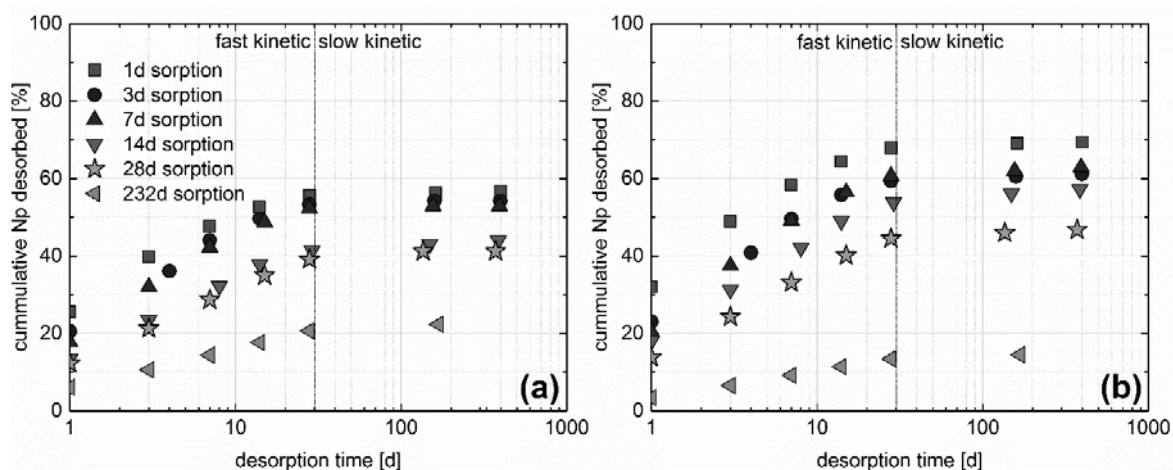 100
80
60
40
20
0
cummulative Np desorbed [%]
fast kinetic
slow kinetic
1d sorption
3d sorption
7d sorption
14d sorption
28d sorption
232d sorption
(a)
1
10
100
1000
desorption time [d]
100
80
60
40
20
0
cummulative Np desorbed [%]
fast kinetic
slow kinetic
(b)
1
10
100
1000
desorption time [d]